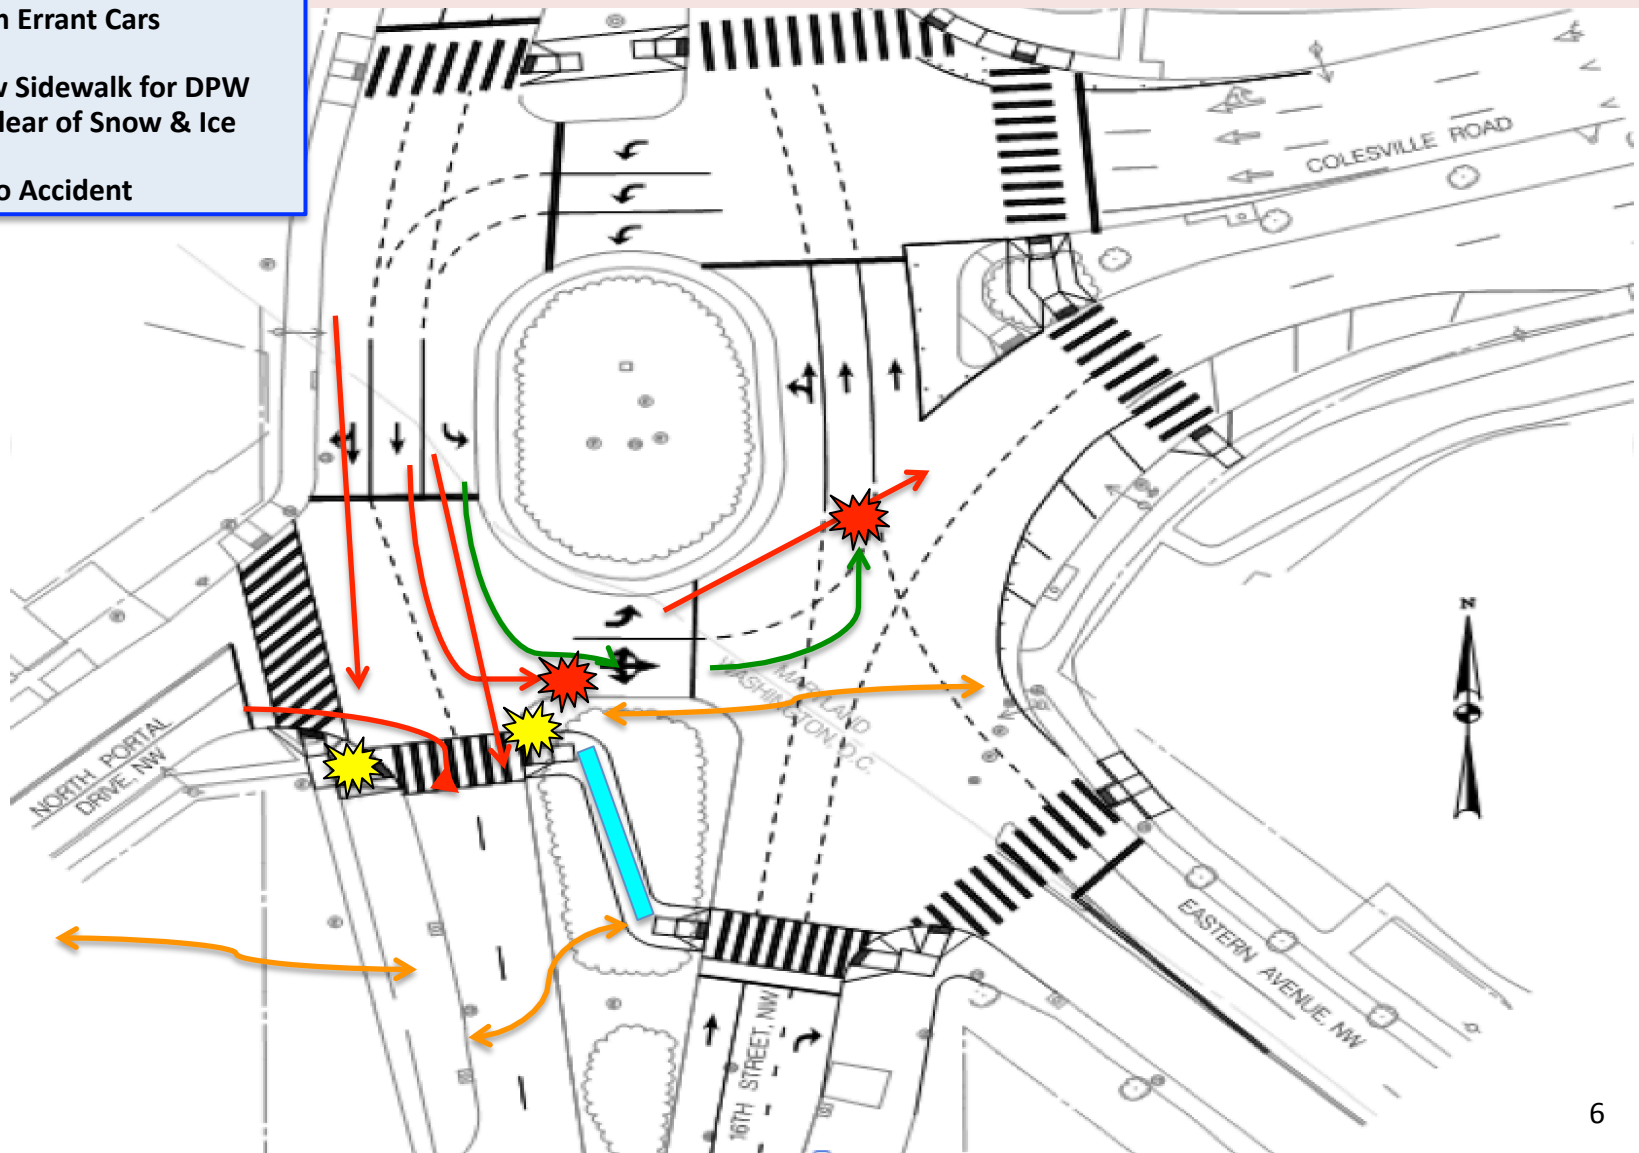 Errant Cars
Sidewalk for DPW
of Snow & Ice
Accident
COLESVILLE ROAD
N
MARYLAND
WASHINGTON, D.C.
NORTH PORTAL
DRIVE, NW
EASTERN AVENUE, NW
16TH STREET, NW
6